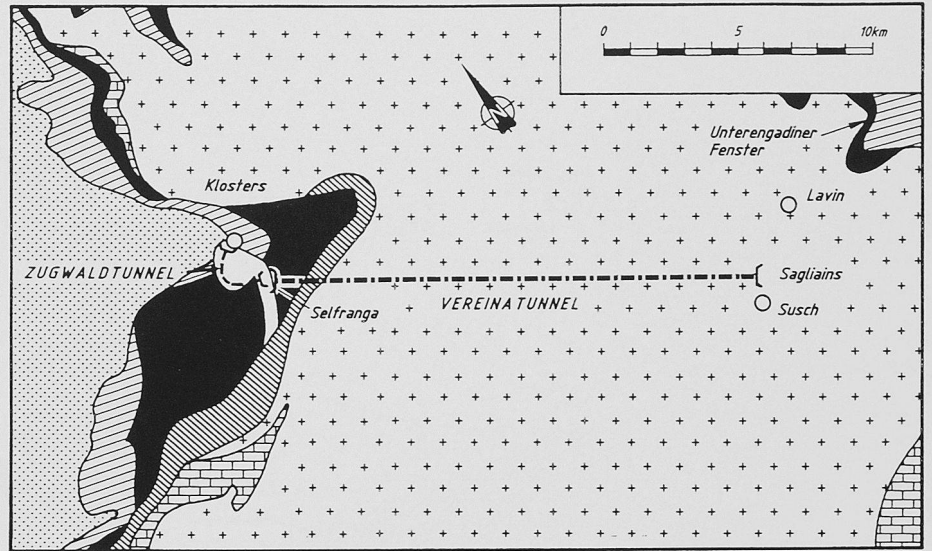 0 5 10km
N
Unterengadiner
Fenster
Klosters
Lavin
ZUGWALDTUNNEL
Sagliains
VEREINATUNNEL
Susch
Selfranga